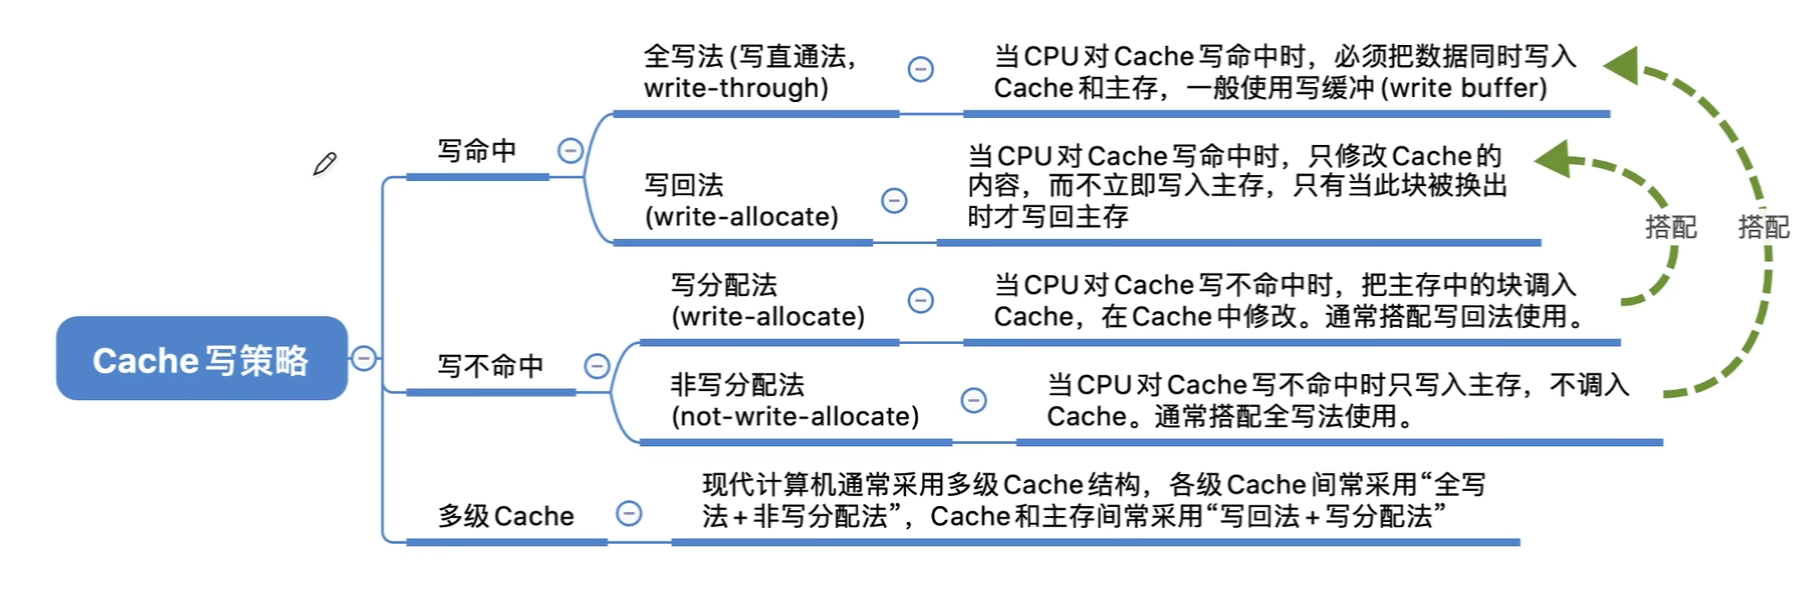 全写法 (写直通法，
write-through)
当CPU对Cache写命中时，必须把数据同时写入
Cache和主存，一般使用写缓冲 (write buffer)
写命中
写回法
(write-allocate)
当CPU对Cache写命中时，只修改Cache的
内容，而不立即写入主存，只有当此块被换出
时才写回主存
搭配
搭配
Cache写策略
写不命中
写分配法
(write-allocate)
当CPU对Cache写不命中时，把主存中的块调入
Cache，在Cache中修改。通常搭配写回法使用。
非写分配法
(not-write-allocate)
当CPU对Cache写不命中时只写入主存，不调入
Cache。通常搭配全写法使用。
多级Cache
现代计算机通常采用多级Cache结构，各级Cache间常采用“全写
法+非写分配法”，Cache和主存间常采用“写回法+写分配法”